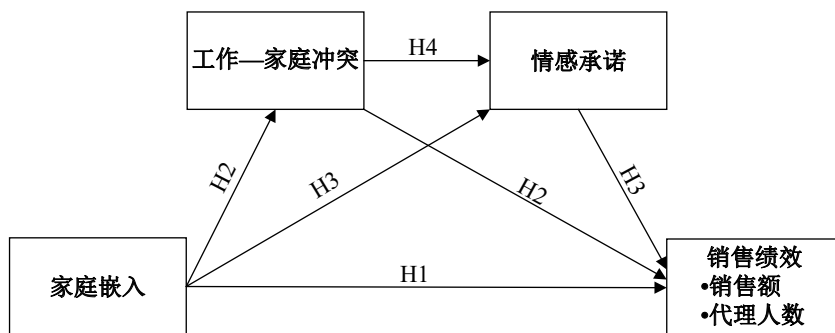 工作—家庭冲突
H4
情感承诺
H2
H3
H2
H3
家庭嵌入
H1
销售绩效
•销售额
•代理人数